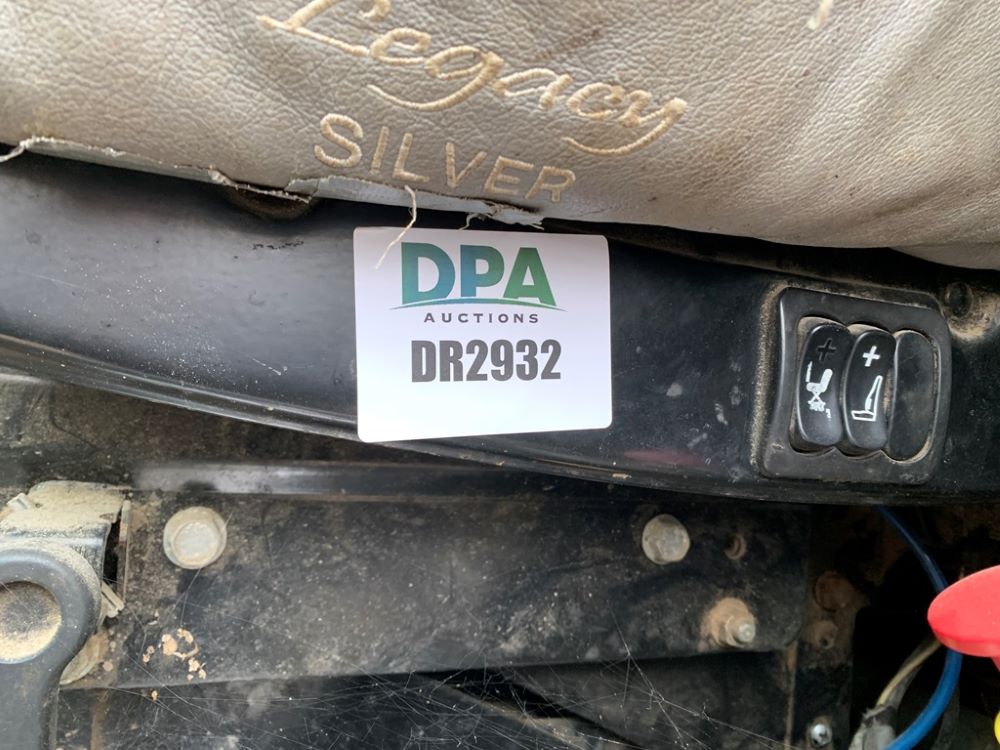 Legacy
SILVER
DPA
AUCTIONS
DR2932